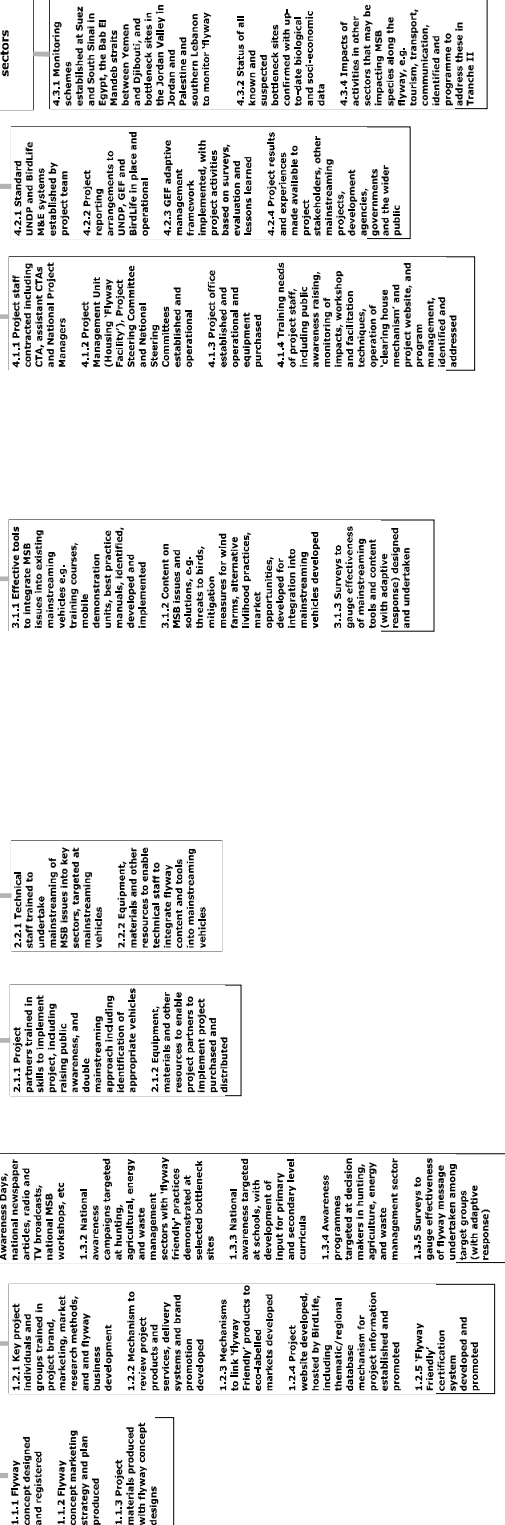 1.1.1 Flyway
concept designed
and registered
1.1.2 Flyway
concept marketing
strategy and plan
produced
1.1.3 Project
materials produced
with flyway concept
designs
1.2.1 Key project
individuals and
groups trained in
project brand,
marketing, market
research methods,
and and flyway
business
development
1.2.2 Mechanism to
review project
products and
services, delivery
systems and brand
promotion
developed
1.2.3 Mechanisms
to link 'flyway
Friendly' products to
eco-labelled
markets developed
1.2.4 Project
website developed,
hosted by BirdLife,
including
thematic/regional
database
mechanism for
project information
established and
promoted
1.2.5 'Flyway
Friendly'
certification
system
developed and
promoted
Awareness Days,
national newspaper
articles, radio and
TV broadcasts,
national MSB
workshops, etc
1.3.2 National
awareness
campaigns targeted
at hunting,
agricultural, energy
and waste
management
sectors with 'flyway
friendly' practices
demonstrated at
selected bottleneck
sites
1.3.3 National
awareness targeted
at schools, with
development of
input for primary
and secondary level
curricula
1.3.4 Awareness
programmes
targeted at decision
makers in hunting,
agriculture, energy
and waste
management sector
1.3.5 Surveys to
gauge effectiveness
of flyway message
undertaken among
target groups
(with adaptive
response)
2.1.1 Project
partners trained in
skills to implement
project, including
raising public
awareness, and
double
mainstreaming
approach including
identification of
appropriate vehicles
2.1.2 Equipment,
materials and other
resources to enable
project partners to
implement project
purchased and
distributed
2.2.1 Technical
staff trained to
undertake
mainstreaming of
MSB issues into key
sectors, targeted at
mainstreaming
vehicles
2.2.2 Equipment,
materials and other
resources to enable
technical staff to
integrate flyway
content and tools
into mainstreaming
vehicles
3.1.1 Effective tools
to integrate MSB
issues into existing
mainstreaming
vehicles e.g.
training courses,
mobile
demonstration
units, best practice
manuals, identified,
developed and
implemented
3.1.2 Content on
MSB issues and
solutions, e.g.
threats to birds,
mitigation
measures for wind
farms, alternative
livlihood practices,
market
opportunities,
developed for
integration into
mainstreaming
vehicles developed
3.1.3 Surveys to
gauge effectiveness
of mainstreaming
tools and content
(with adaptive
response) designed
and undertaken
4.1.1 Project staff
contracted including
CTA, assistant CTAs
and National Project
Managers
4.1.2 Project
Management Unit
(Housing 'Flyway
Facility'), Project
Steering Committee
and National
Steering
Committees
established and
operational
4.1.3 Project office
established and
operational and
equipment
purchased
4.1.4 Training needs
of project staff,
including public
awareness raising,
monitoring of
impacts, workshop
and facilitation
techniques,
operation of
'clearing house
mechanism' and
project website, and
program
management,
identified and
addressed
4.2.1 Standard
UNDP and BirdLife
M&E systems
established by
project team
4.2.2 Project
reporting
arrangements to
UNDP, GEF and
BirdLife in place and
operational
4.2.3 GEF adaptive
management
framework
implemented, with
project activities
based on surveys,
evaluation and
lessons learned
4.2.4 Project results
and experiences
made available to
project
stakeholders, other
mainstreaming
projects,
development
agencies,
governments
and the wider
public
sectors
4.3.1 Monitoring
schemes
estabilshed at Suez
and South Sinai in
Egypt, the Bab El
Mandeb straits
between Yemen
and Djibouti, and
bottleneck sites in
the Jordan Valley in
Jordan and
Palestine and
southern Lebanon
to monitor 'flyway
4.3.2 Status of all
known and
suspected
bottleneck sites
confirmed with up-
to-date biological
and soci-economic
data
4.3.4 Impacts of
activities in other
sectors that may be
impacting MSB
species along the
flyway, e.g.
tourism, transport,
communication,
identified and
programme to
address these in
Tranche II